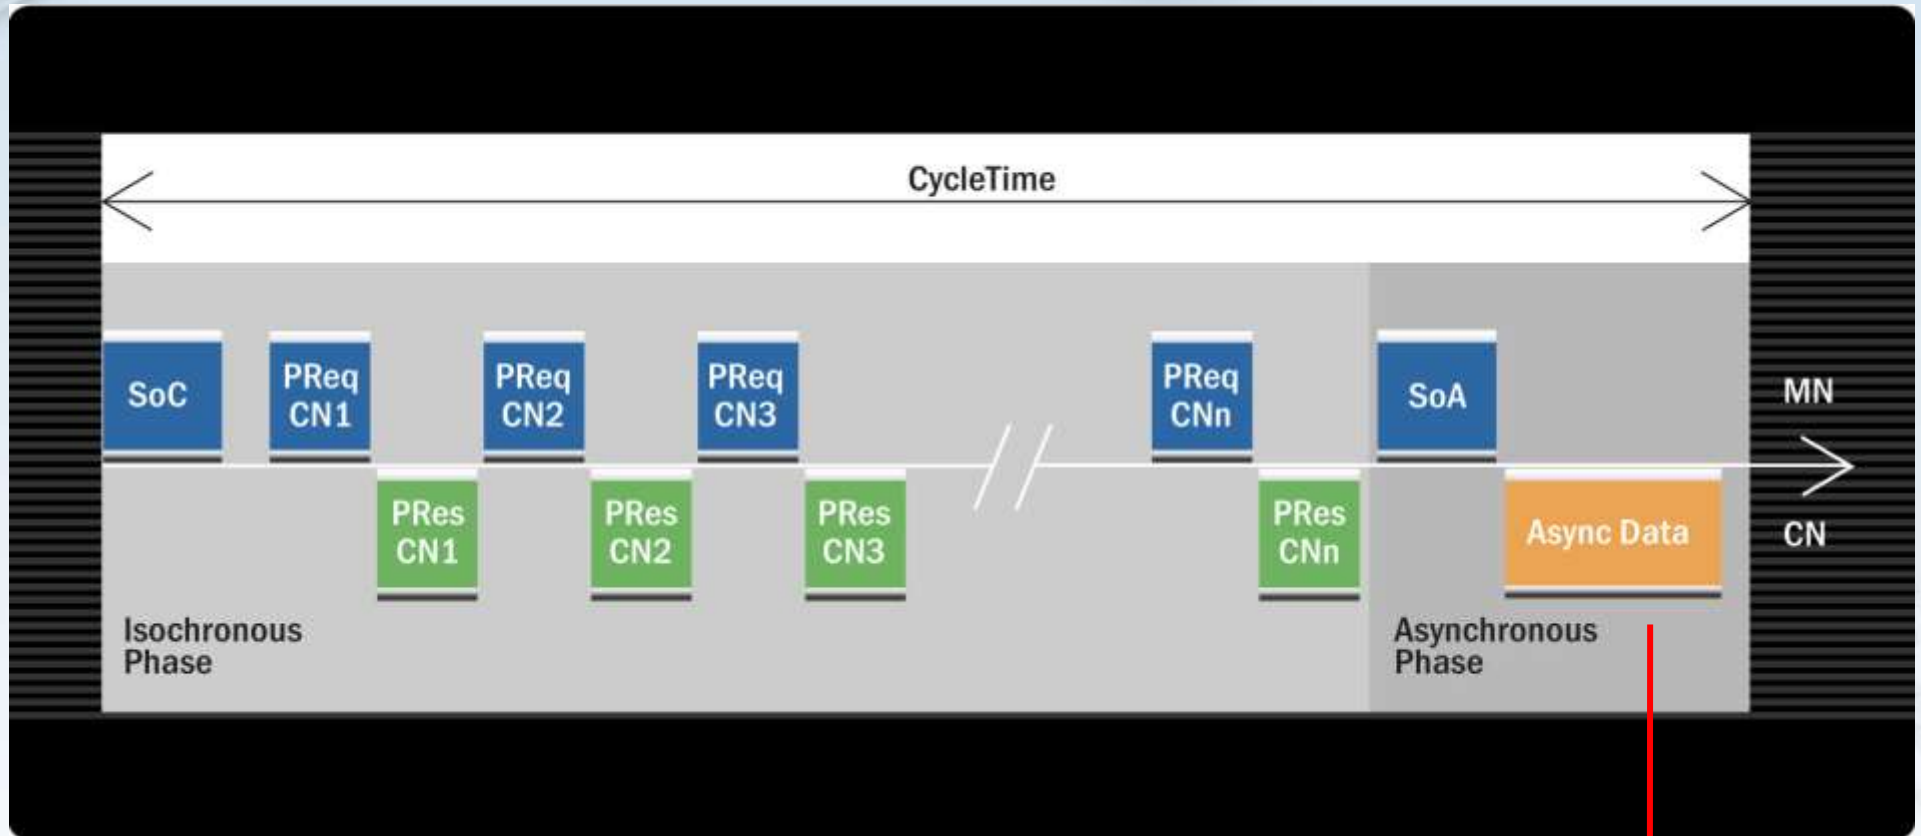 CycleTime
SoC
PReq
CN1
PReq
CN2
PReq
CN3
PReq
CNn
SoA
MN
PRes
CN1
PRes
CN2
PRes
CN3
PRes
CNn
Async Data
CN
Isochronous
Phase
Asynchronous
Phase